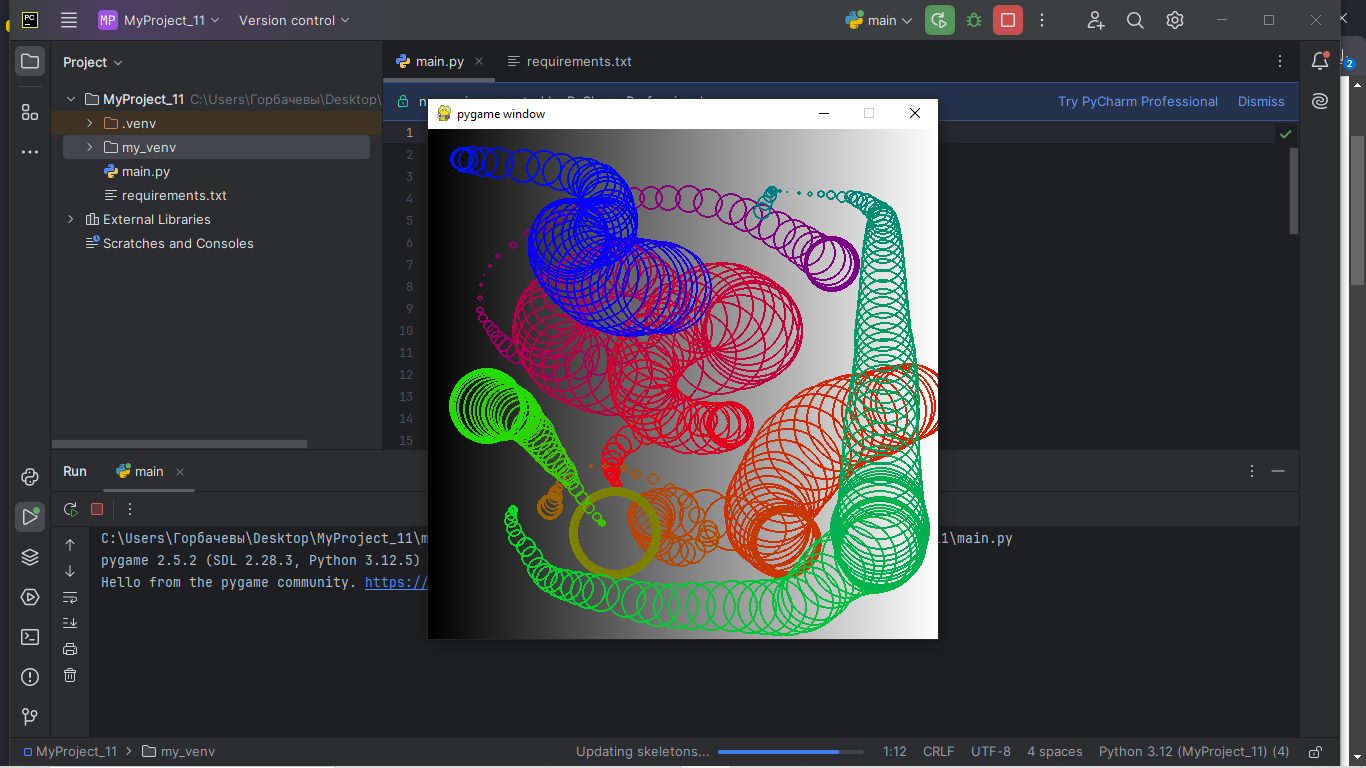 PC
MP MyProject_11
Version control
main
Project
main.py
requirements.txt
2
MyProject_11 C:\Users\Горбачевы\Desktop\
Try PyCharm Professional
Dismiss
pygame window
.venv
my_venv
main.py
requirements.txt
External Libraries
Scratches and Consoles
1
2
3
4
5
6
7
8
9
10
11
12
13
14
15
Run
main
C:\Users\Горбачевы\Desktop\MyProject_11\m
11\main.py
pygame 2.5.2 (SDL 2.28.3, Python 3.12.5)
Hello from the pygame community. https://
MyProject_11 > my_venv
Updating skeletons...
1:12
CRLF
UTF-8
4 spaces
Python 3.12 (MyProject_11) (4)